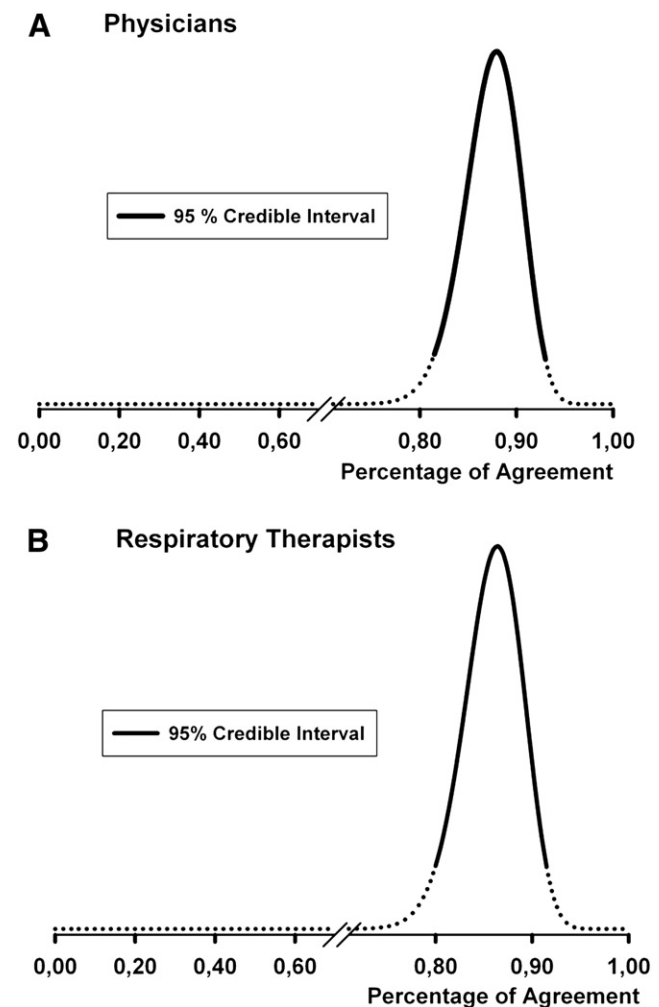 A Physicians
95 % Credible Interval
0,00 0,20 0,40 0,60 0,80 0,90 1,00
Percentage of Agreement
B Respiratory Therapists
95% Credible Interval
0,00 0,20 0,40 0,60 0,80 0,90 1,00
Percentage of Agreement